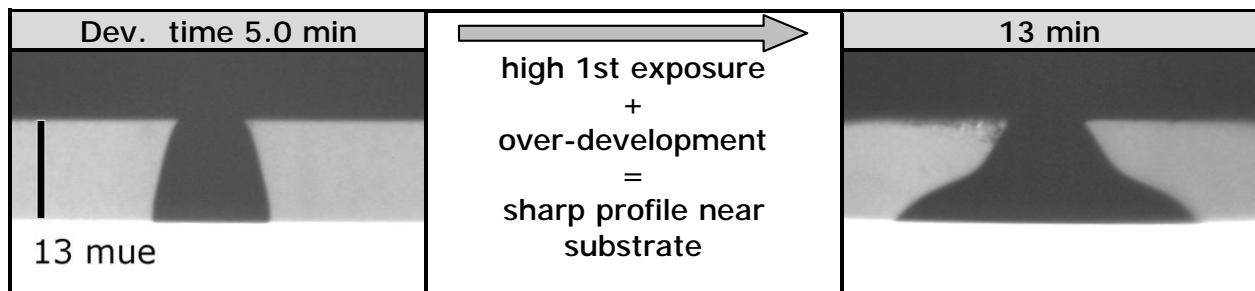 Dev. time 5.0 min
13 mue
high 1st exposure
+
over-development
=
sharp profile near
substrate
13 min